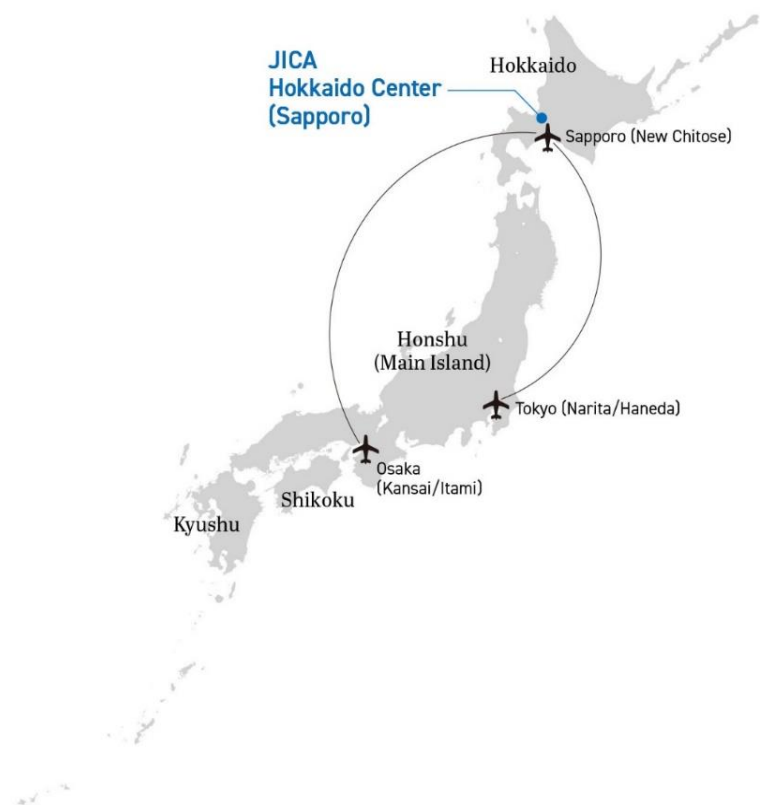 JICA
Hokkaido Center
(Sapporo)
Hokkaido
Sapporo (New Chitose)
Honshu
(Main Island)
Tokyo (Narita/Haneda)
Osaka
(Kansai/Itami)
Shikoku
Kyushu